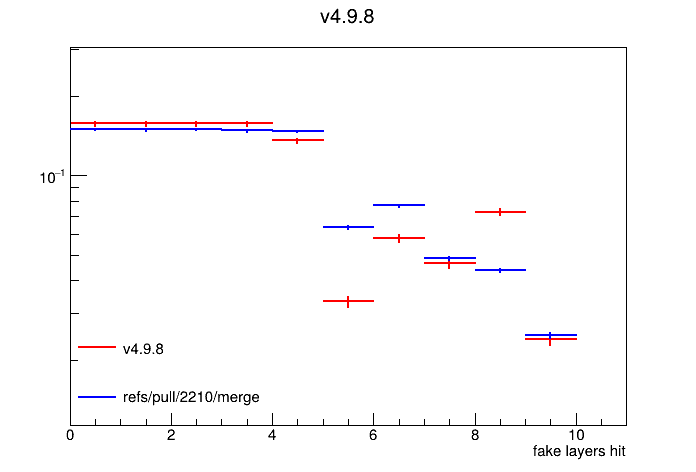 v4.9.8
10⁻¹
v4.9.8
refs/pull/2210/merge
0 2 4 6 8 10
fake layers hit